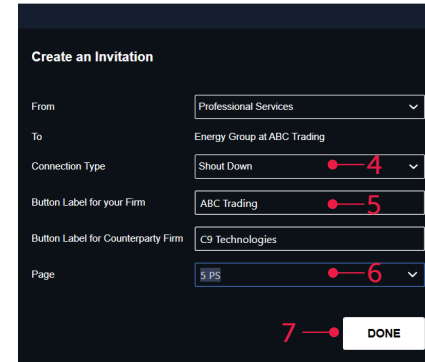 Create an Invitation
From Professional Services
To Energy Group at ABC Trading
Connection Type Shout Down 4
Button Label for your Firm ABC Trading 5
Button Label for Counterparty Firm C9 Technologies
Page 5 PS 6
7 DONE